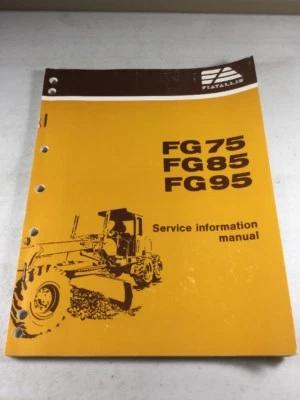 FIATALLIS
FG75
FG85
FG95
Service information
manual